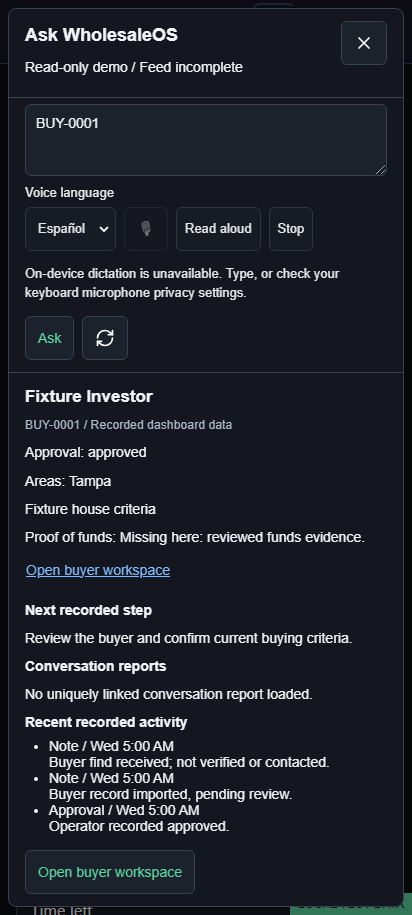 Ask WholesaleOS
Read-only demo / Feed incomplete
BUY-0001
Voice language
Español
Read aloud
Stop
On-device dictation is unavailable. Type, or check your
keyboard microphone privacy settings.
Ask
Fixture Investor
BUY-0001 / Recorded dashboard data
Approval: approved
Areas: Tampa
Fixture house criteria
Proof of funds: Missing here: reviewed funds evidence.
Open buyer workspace
Next recorded step
Review the buyer and confirm current buying criteria.
Conversation reports
No uniquely linked conversation report loaded.
Recent recorded activity
• Note / Wed 5:00 AM
Buyer find received; not verified or contacted.
• Note / Wed 5:00 AM
Buyer record imported, pending review.
• Approval / Wed 5:00 AM
Operator recorded approved.
Open buyer workspace
Time left